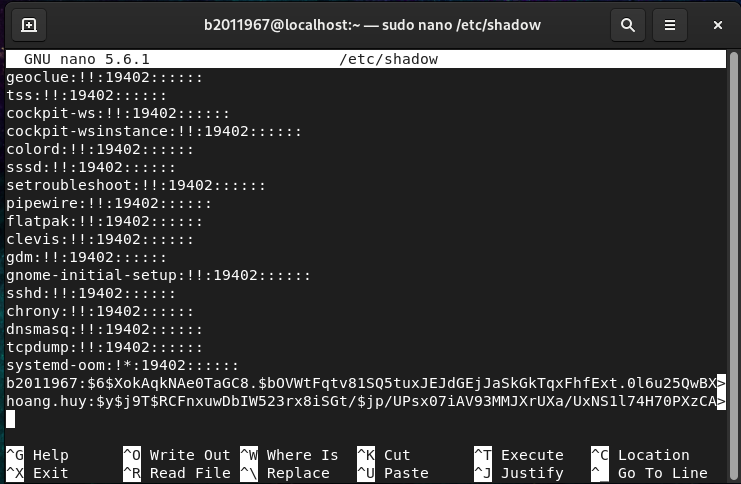 b2011967@localhost:~ — sudo nano /etc/shadow
GNU nano 5.6.1 /etc/shadow
geoclue:!!:19402::::::
tss:!!:19402::::::
cockpit-ws:!!:19402::::::
cockpit-wsinstance:!!:19402::::::
colord:!!:19402::::::
sssd:!!:19402::::::
setroubleshoot:!!:19402::::::
pipewire:!!:19402::::::
flatpak:!!:19402::::::
clevis:!!:19402::::::
gdm:!!:19402::::::
gnome-initial-setup:!!:19402::::::
sshd:!!:19402::::::
chrony:!!:19402::::::
dnsmasq:!!:19402::::::
tcpdump:!!:19402::::::
systemd-oom:!*:19402::::::
b2011967:$6$XokAqkNAe0TaGC8.$bOVWtFqtv81SQ5tuxJEJdGEjJaSkGkTqxFhfExt.0l6u25QwBX>
hoang.huy:$y$j9T$RCFnxuwDbIW523rx8iSGt/$jp/UPsx07iAV93MMJXrUXa/UxNS1l74H70PXzCA>
^G Help ^O Write Out ^W Where Is ^K Cut ^T Execute ^C Location
^X Exit ^R Read File ^\ Replace ^U Paste ^J Justify ^_ Go To Line